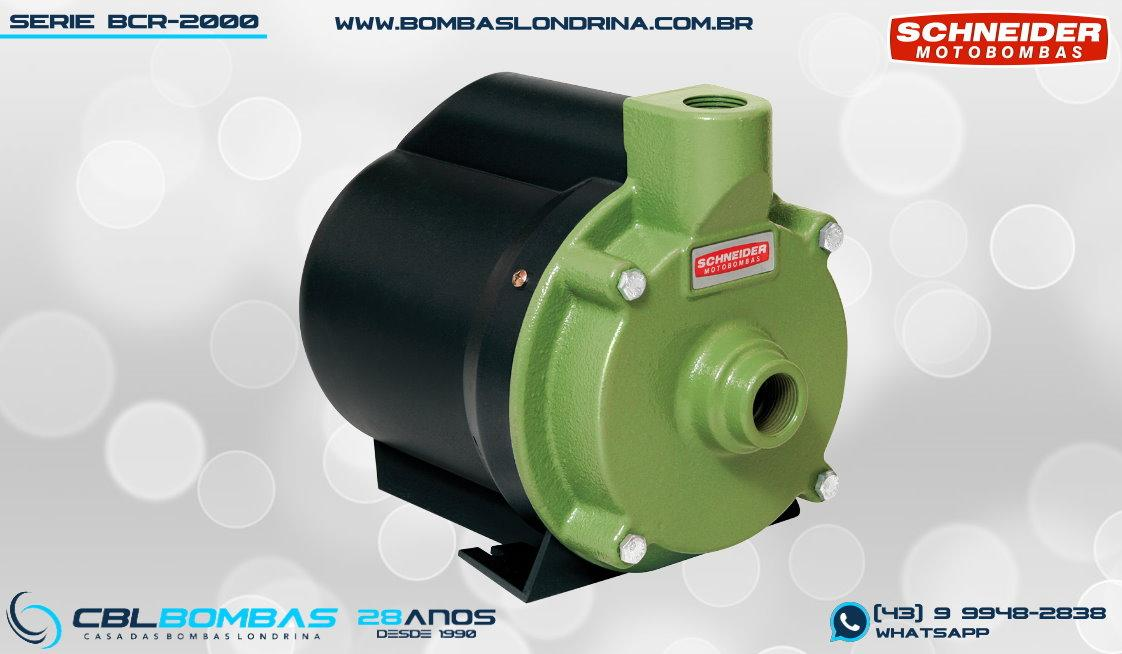 SERIE BCR-2000
WWW.BOMBASLONDRINA.COM.BR
SCHNEIDER
MOTOBOMBAS
SCHNEIDER
MOTOBOMBAS
CBLBOMBAS
CASA DAS BOMBAS LONDRINA
28ANOS
DESDE 1990
(43) 9 9948-2838
WHATSAPP